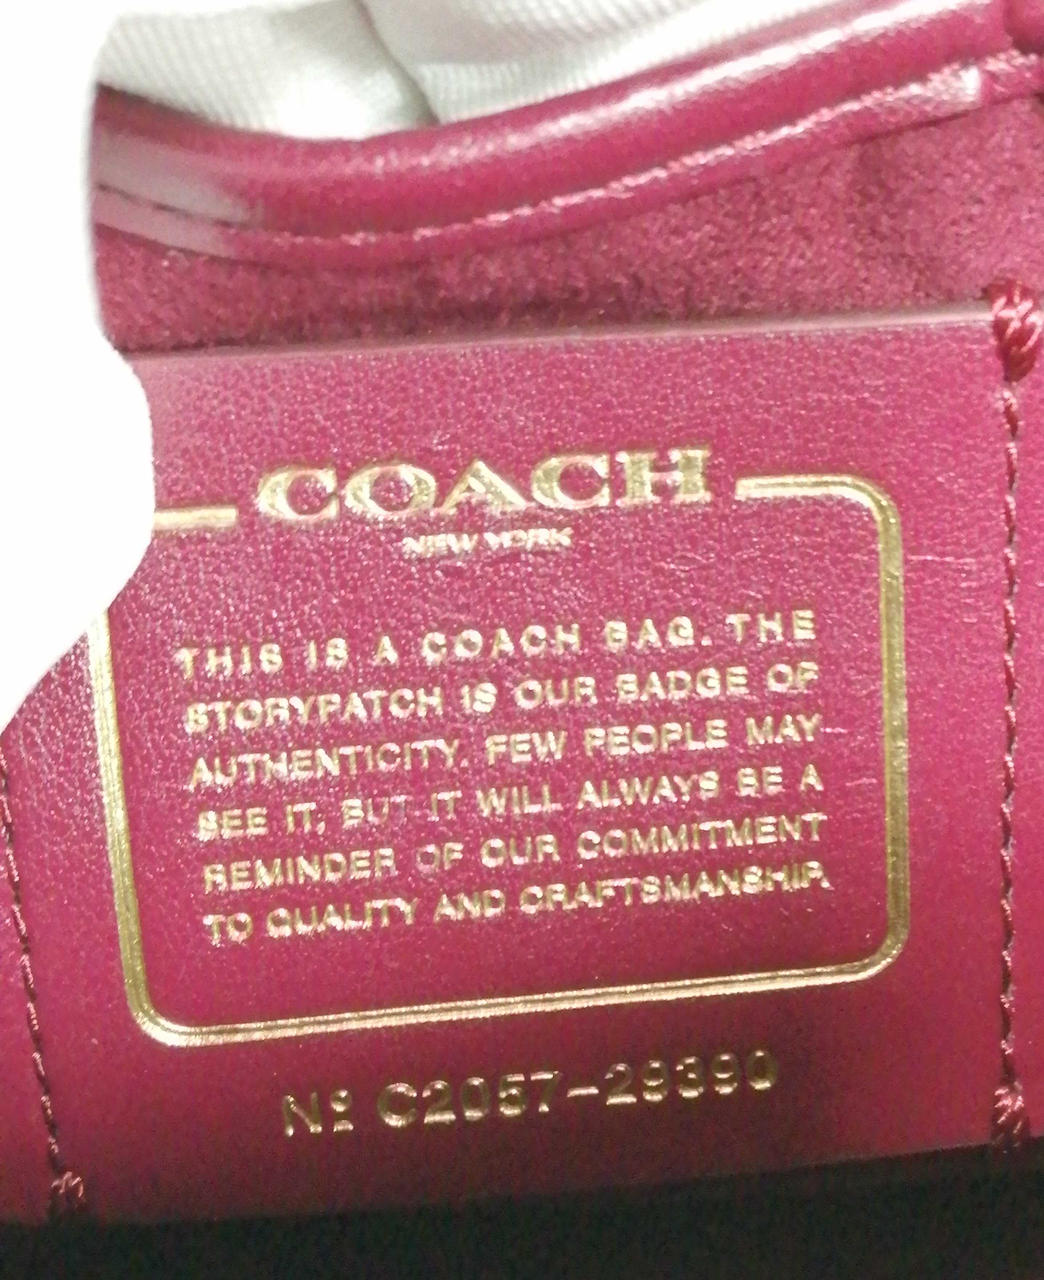 COACH
NEW YORK
THIS IS A COACH BAG. THE
STORYPATCH IS OUR BADGE OF
AUTHENTICITY. FEW PEOPLE MAY
SEE IT, BUT IT WILL ALWAYS BE A
REMINDER OF OUR COMMITMENT
TO QUALITY AND CRAFTSMANSHIP.
Nº C2057-29390